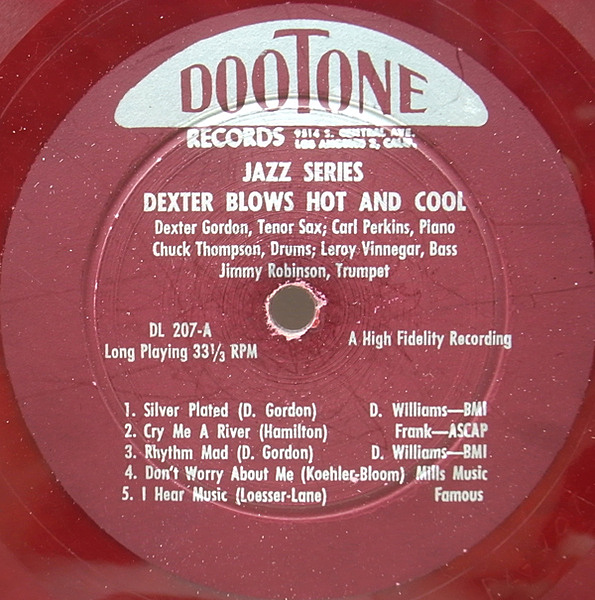 DOOTONE
RECORDS 9514 S. CENTRAL AVE.
LOS ANGELES 2, CALIF.
JAZZ SERIES
DEXTER BLOWS HOT AND COOL
Dexter Gordon, Tenor Sax; Carl Perkins, Piano
Chuck Thompson, Drums; Leroy Vinnegar, Bass
Jimmy Robinson, Trumpet
DL 207-A
Long Playing 33⅓ RPM
A High Fidelity Recording
1. Silver Plated (D. Gordon) D. Williams—BMI
2. Cry Me A River (Hamilton) Frank—ASCAP
3. Rhythm Mad (D. Gordon) D. Williams—BMI
4. Don't Worry About Me (Koehler-Bloom) Mills Music
5. I Hear Music (Loesser-Lane) Famous